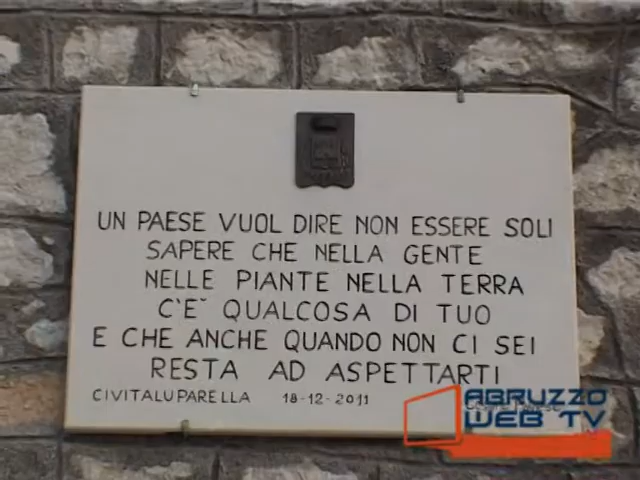 UN PAESE VUOL DIRE NON ESSERE SOLI
SAPERE CHE NELLA GENTE
NELLE PIANTE NELLA TERRA
C'E' QUALCOSA DI TUO
E CHE ANCHE QUANDO NON CI SEI
RESTA AD ASPETTARTI
CIVITALUPARELLA 18-12-2011
ABRUZZO
WEB TV